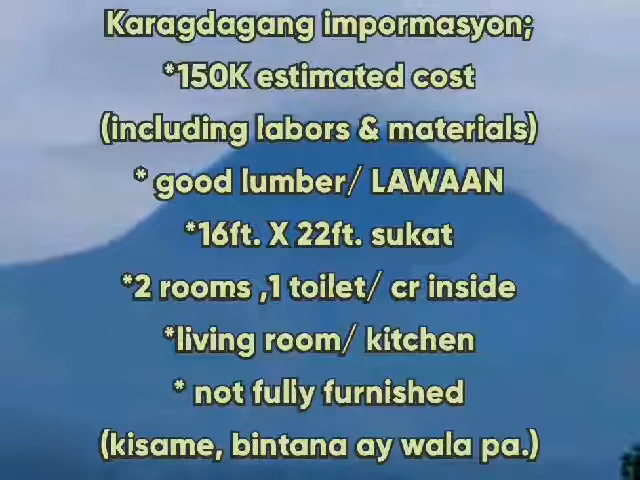 Karagdagang impormasyon;
*150K estimated cost
(including labors & materials)
* good lumber/ LAWAAN
*16ft. X 22ft. sukat
*2 rooms ,1 toilet/ cr inside
*living room/ kitchen
* not fully furnished
(kisame, bintana ay wala pa.)